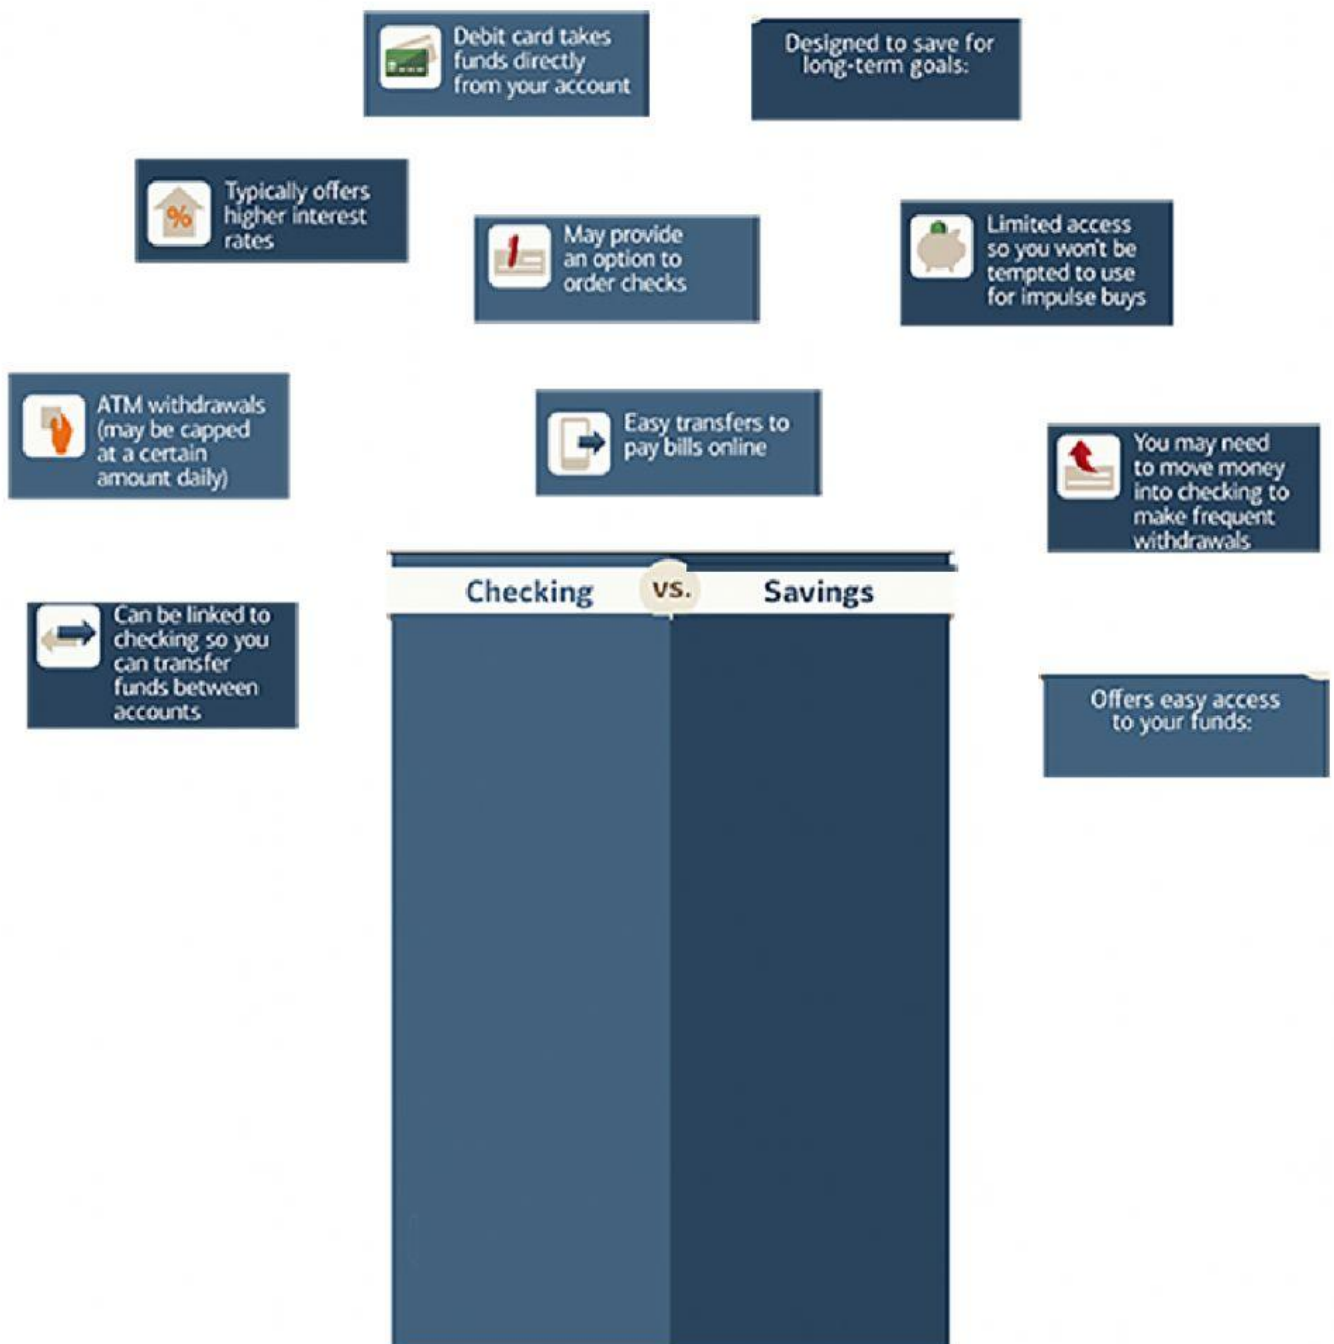 Debit card takes
funds directly
from your account
Designed to save for
long-term goals:
%
Typically offers
higher interest
rates
May provide
an option to
order checks
Limited access
so you won't be
tempted to use
for impulse buys
ATM withdrawals
(may be capped
at a certain
amount daily)
Easy transfers to
pay bills online
You may need
to move money
into checking to
make frequent
withdrawals
Checking vs. Savings
Can be linked to
checking so you
can transfer
funds between
accounts
Offers easy access
to your funds: